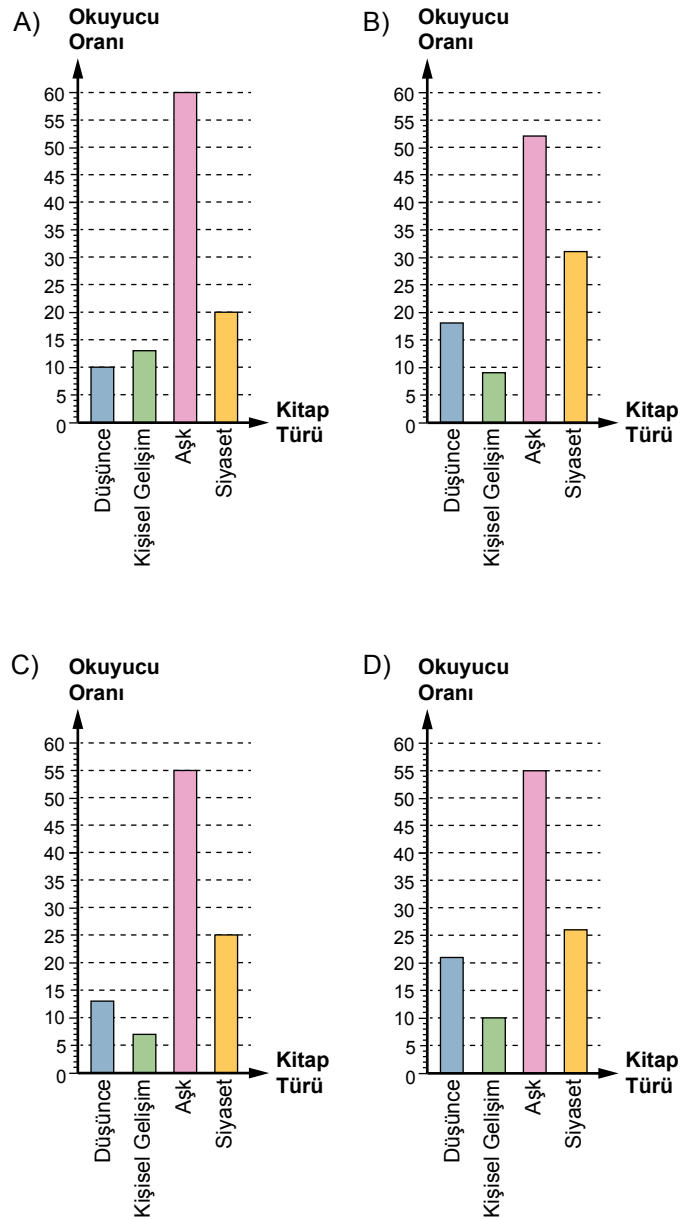 A)
Okuyucu
Oranı
60
55
50
45
40
35
30
25
20
15
10
5
0
Kitap
Türü
Düşünce
Kişisel Gelişim
Aşk
Siyaset
B)
Okuyucu
Oranı
60
55
50
45
40
35
30
25
20
15
10
5
0
Kitap
Türü
Düşünce
Kişisel Gelişim
Aşk
Siyaset
C)
Okuyucu
Oranı
60
55
50
45
40
35
30
25
20
15
10
5
0
Kitap
Türü
Düşünce
Kişisel Gelişim
Aşk
Siyaset
D)
Okuyucu
Oranı
60
55
50
45
40
35
30
25
20
15
10
5
0
Kitap
Türü
Düşünce
Kişisel Gelişim
Aşk
Siyaset